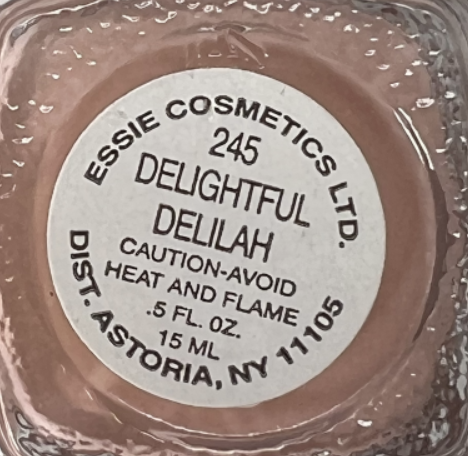 ESSIE COSMETICS LTD.
245
DELIGHTFUL
DELILAH
CAUTION-AVOID
HEAT AND FLAME
.5 FL. OZ.
15 ML
DIST. ASTORIA, NY 11105